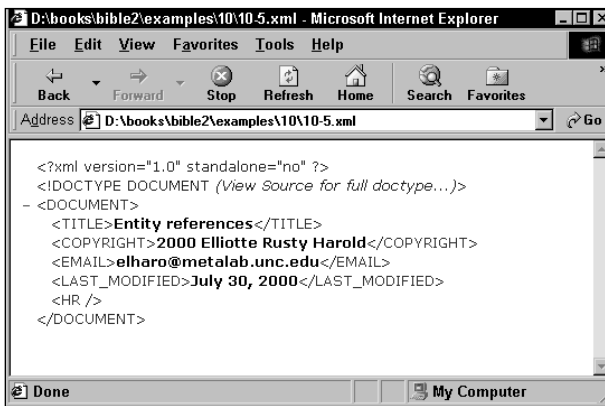 D:\books\bible2\examples\10\10-5.xml - Microsoft Internet Explorer
File Edit View Favorites Tools Help
Back Forward Stop Refresh Home Search Favorites »
Address D:\books\bible2\examples\10\10-5.xml Go
<?xml version="1.0" standalone="no" ?>
<!DOCTYPE DOCUMENT (View Source for full doctype...)>
- <DOCUMENT>
<TITLE>Entity references</TITLE>
<COPYRIGHT>2000 Elliotte Rusty Harold</COPYRIGHT>
<EMAIL>elharo@metalab.unc.edu</EMAIL>
<LAST_MODIFIED>July 30, 2000</LAST_MODIFIED>
<HR />
</DOCUMENT>
Done My Computer